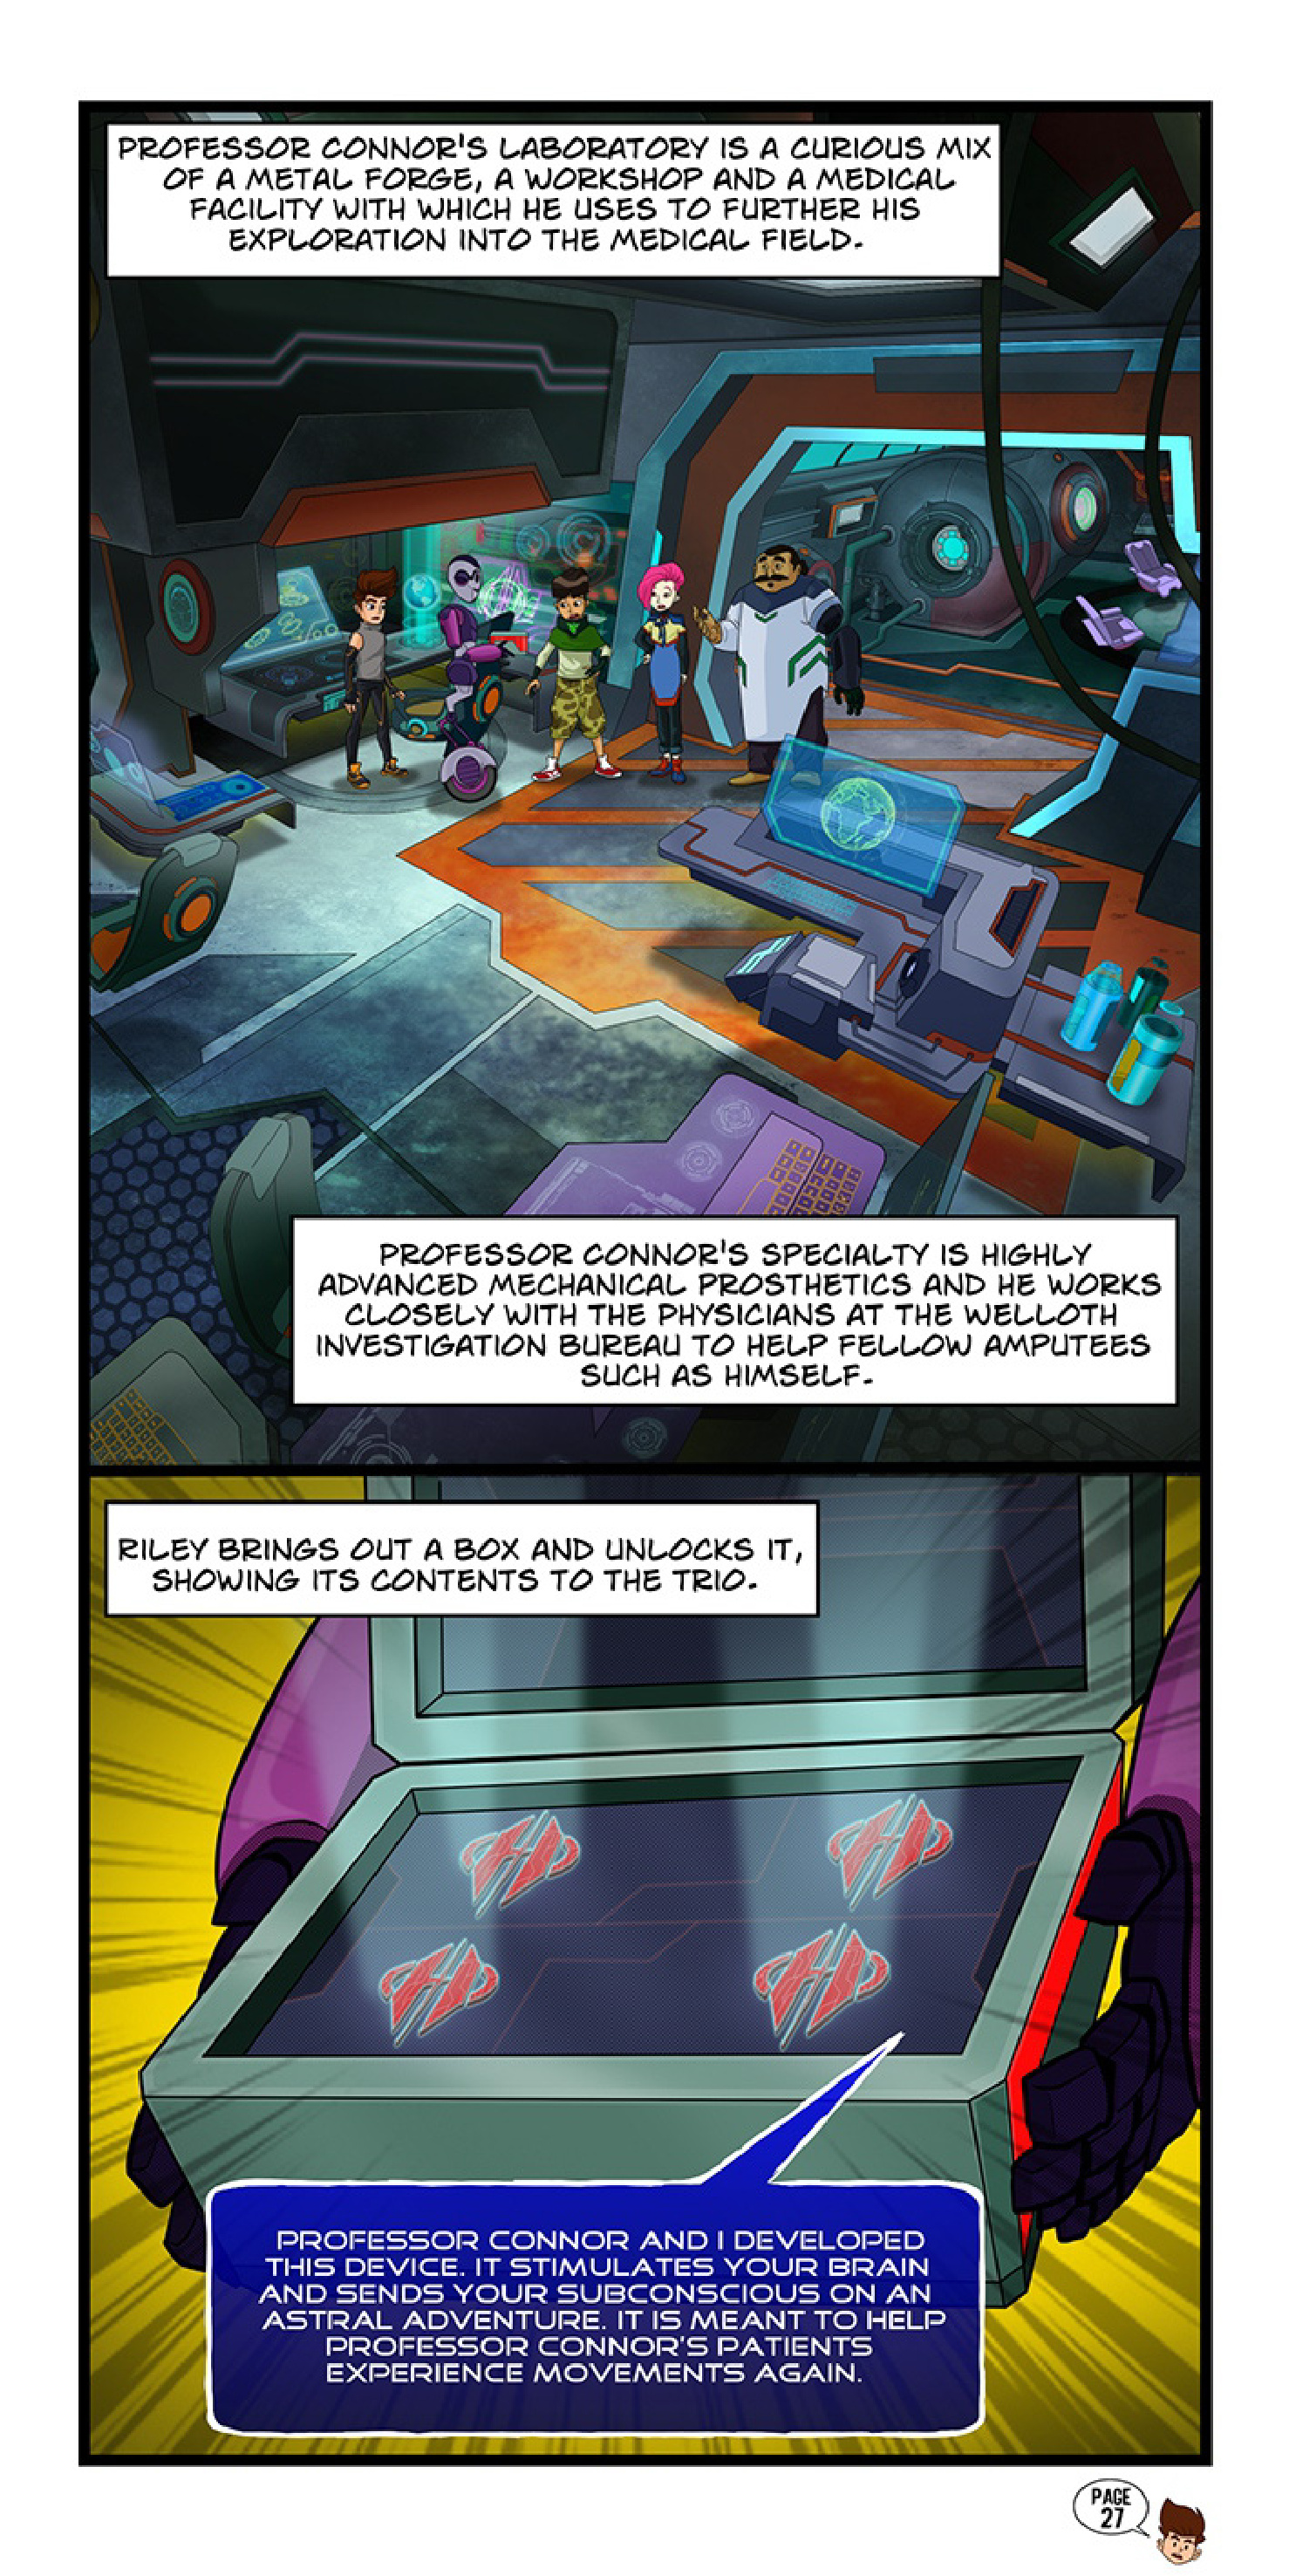 PROFESSOR CONNOR'S LABORATORY IS A CURIOUS MIX
OF A METAL FORGE, A WORKSHOP AND A MEDICAL
FACILITY WITH WHICH HE USES TO FURTHER HIS
EXPLORATION INTO THE MEDICAL FIELD.
PROFESSOR CONNOR'S SPECIALTY IS HIGHLY
ADVANCED MECHANICAL PROSTHETICS AND HE WORKS
CLOSELY WITH THE PHYSICIANS AT THE WELLOTH
INVESTIGATION BUREAU TO HELP FELLOW AMPUTEES
SUCH AS HIMSELF.
RILEY BRINGS OUT A BOX AND UNLOCKS IT,
SHOWING ITS CONTENTS TO THE TRIO.
PROFESSOR CONNOR AND I DEVELOPED
THIS DEVICE. IT STIMULATES YOUR BRAIN
AND SENDS YOUR SUBCONSCIOUS ON AN
ASTRAL ADVENTURE. IT IS MEANT TO HELP
PROFESSOR CONNOR'S PATIENTS
EXPERIENCE MOVEMENTS AGAIN.
PAGE
27